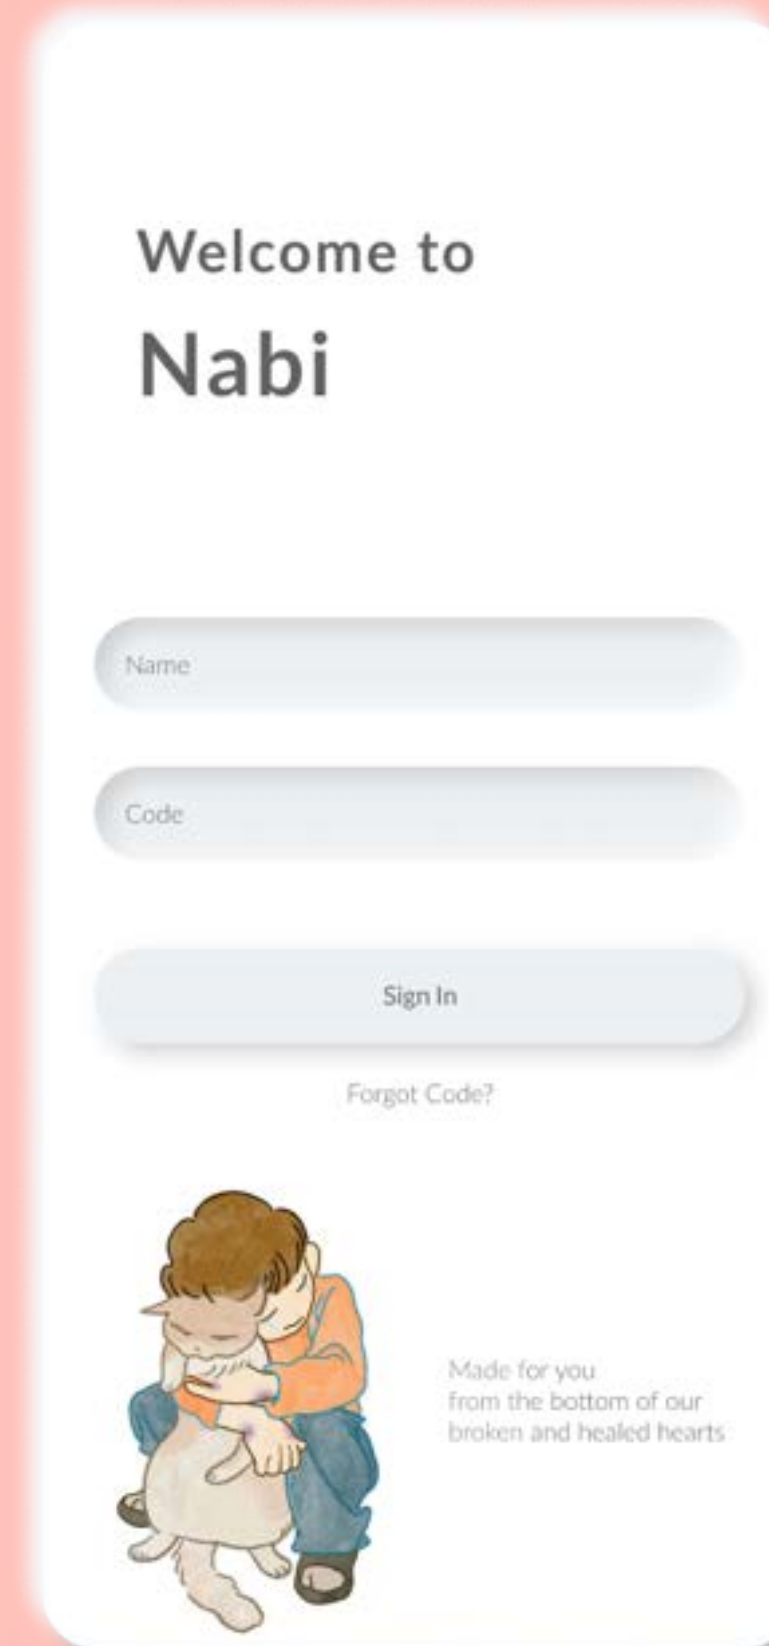 Welcome to
Nabi
Name
Code
Sign In
Forgot Code?
Made for you
from the bottom of our
broken and healed hearts